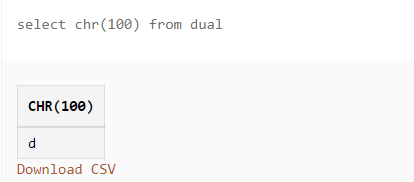 select chr(100) from dual
CHR(100)
d
Download CSV